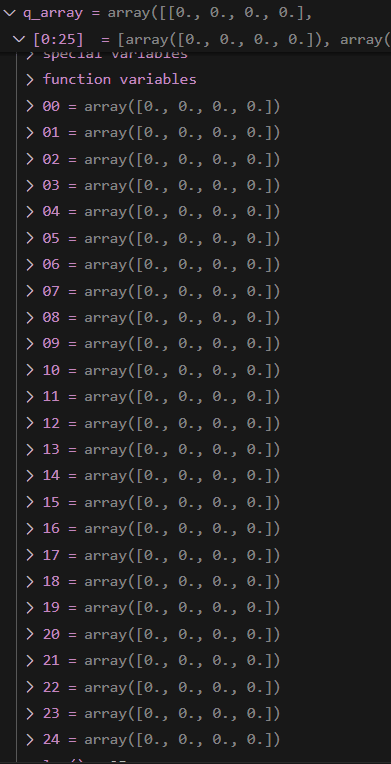 q_array = array([[0., 0., 0., 0.],
[0:25] = [array([0., 0., 0., 0.]), array(
special variables
function variables
00 = array([0., 0., 0., 0.])
01 = array([0., 0., 0., 0.])
02 = array([0., 0., 0., 0.])
03 = array([0., 0., 0., 0.])
04 = array([0., 0., 0., 0.])
05 = array([0., 0., 0., 0.])
06 = array([0., 0., 0., 0.])
07 = array([0., 0., 0., 0.])
08 = array([0., 0., 0., 0.])
09 = array([0., 0., 0., 0.])
10 = array([0., 0., 0., 0.])
11 = array([0., 0., 0., 0.])
12 = array([0., 0., 0., 0.])
13 = array([0., 0., 0., 0.])
14 = array([0., 0., 0., 0.])
15 = array([0., 0., 0., 0.])
16 = array([0., 0., 0., 0.])
17 = array([0., 0., 0., 0.])
18 = array([0., 0., 0., 0.])
19 = array([0., 0., 0., 0.])
20 = array([0., 0., 0., 0.])
21 = array([0., 0., 0., 0.])
22 = array([0., 0., 0., 0.])
23 = array([0., 0., 0., 0.])
24 = array([0., 0., 0., 0.])